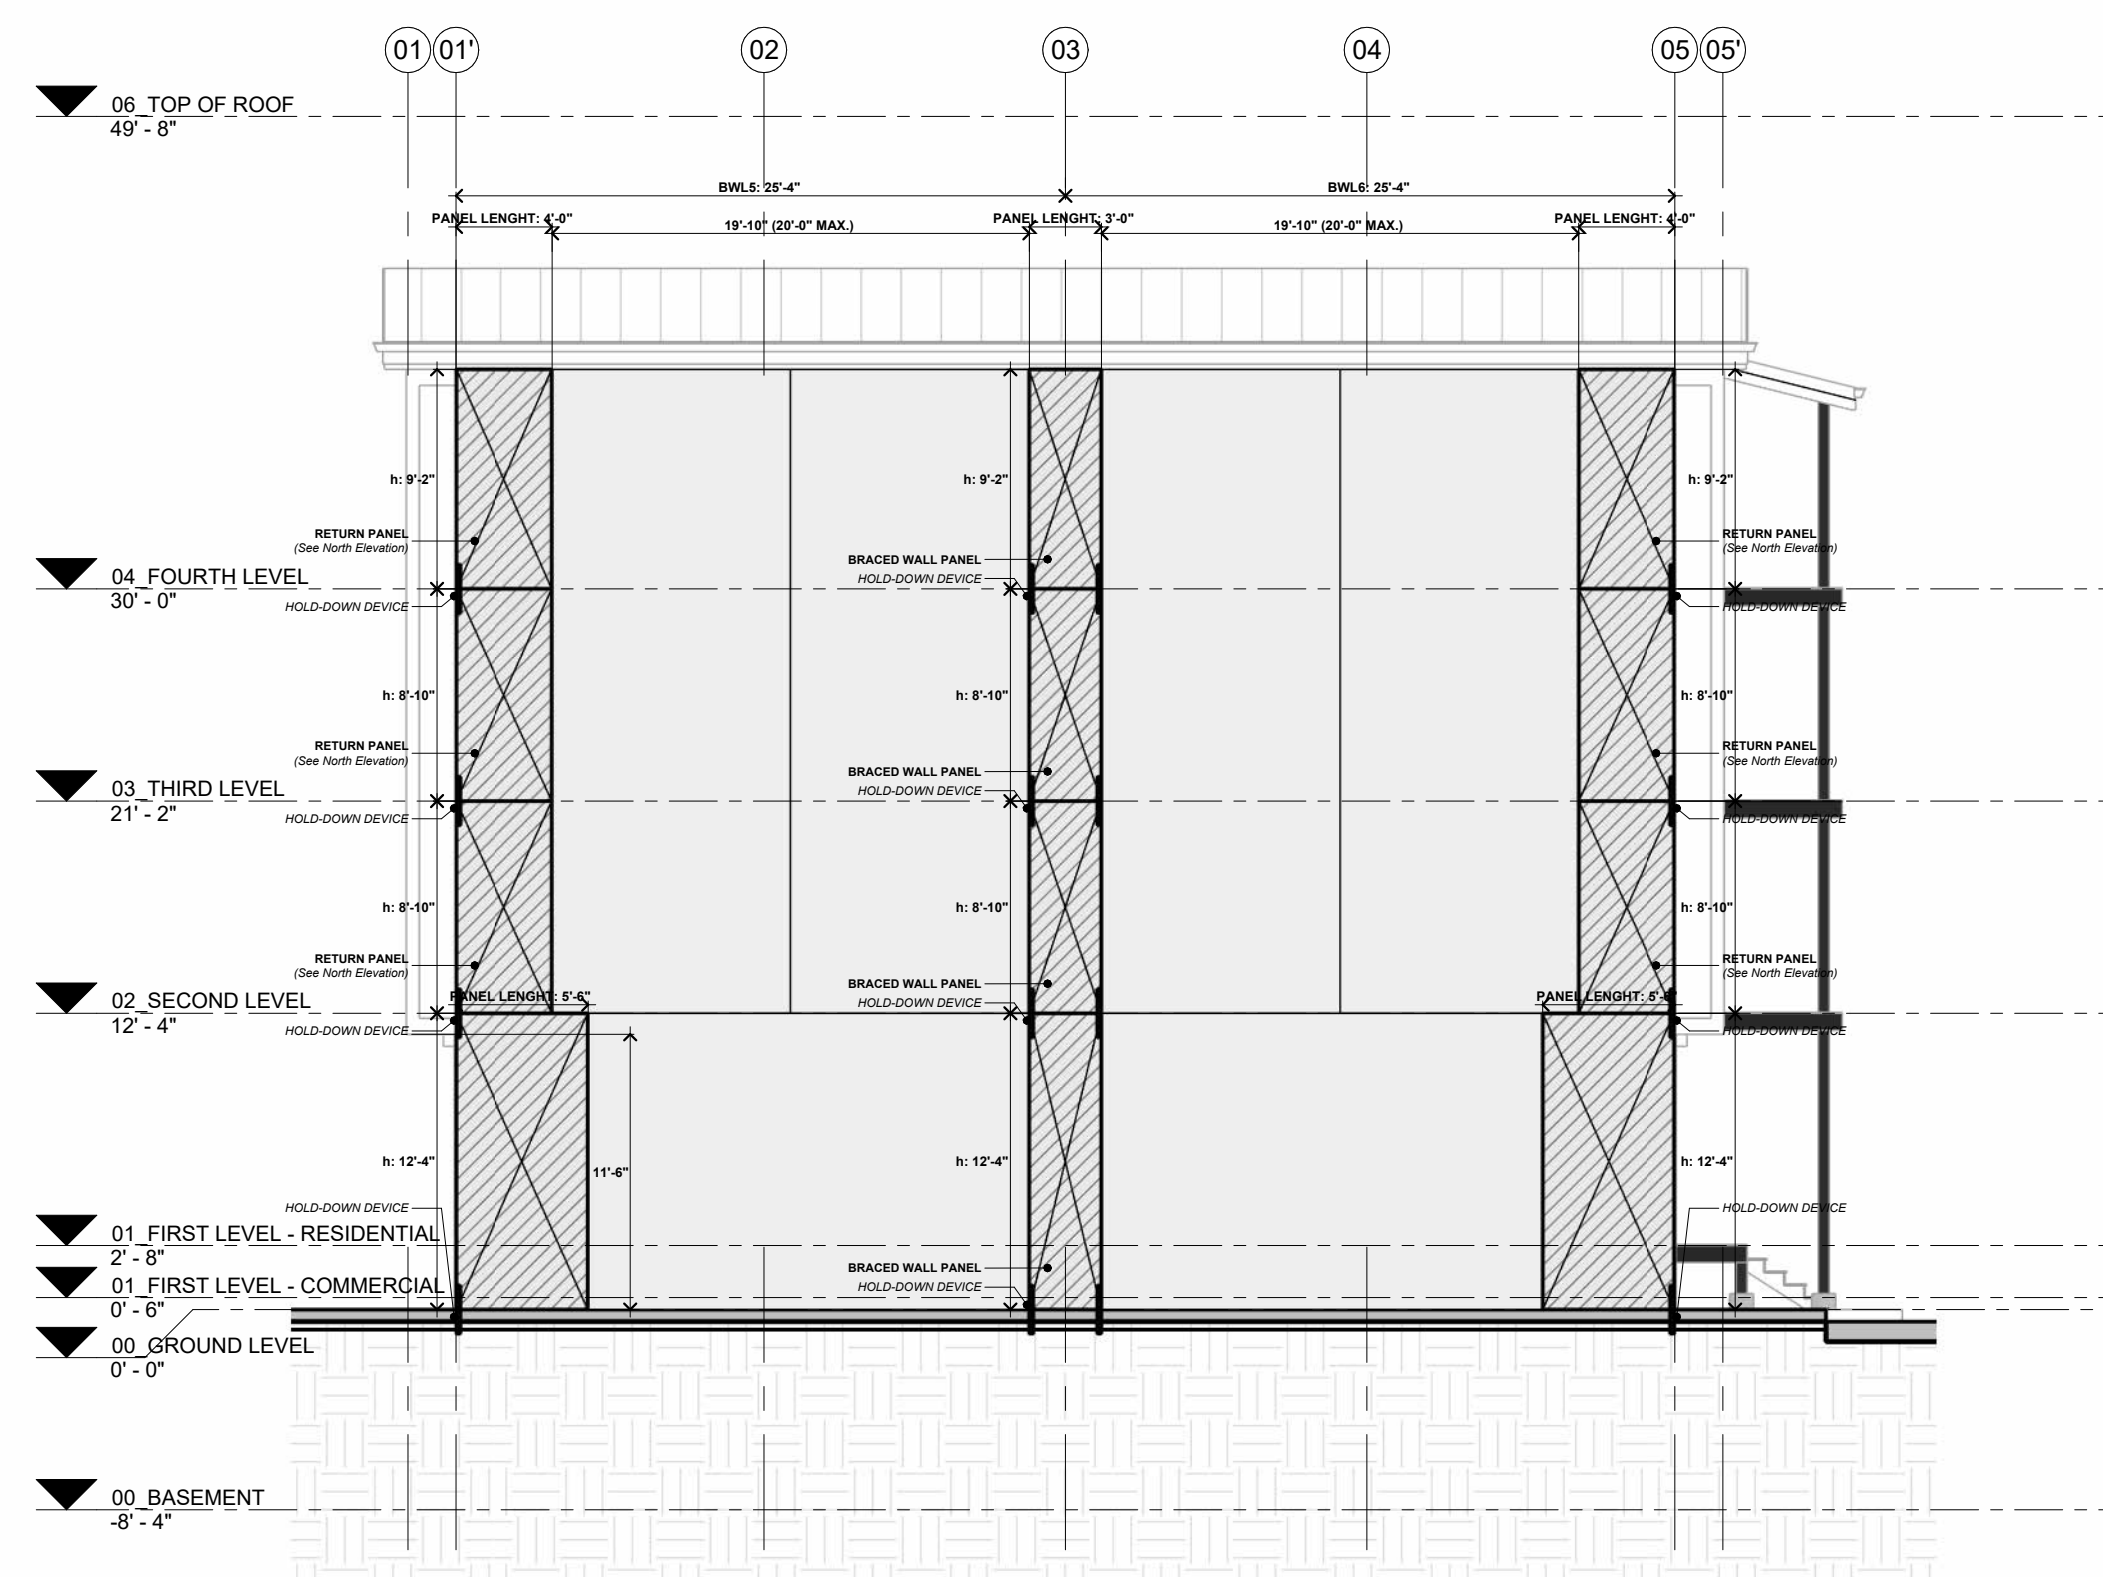 01 01' 02 03 04 05 05'
06_TOP OF ROOF
49' - 8"
BWL5: 25'-4" BWL6: 25'-4"
PANEL LENGHT: 4'-0" 19'-10" (20'-0" MAX.) PANEL LENGHT: 3'-0" 19'-10" (20'-0" MAX.) PANEL LENGHT: 4'-0"
h: 9'-2" h: 9'-2" h: 9'-2"
RETURN PANEL
(See North Elevation)
BRACED WALL PANEL
HOLD-DOWN DEVICE
RETURN PANEL
(See North Elevation)
04_FOURTH LEVEL
30' - 0"
HOLD-DOWN DEVICE
HOLD-DOWN DEVICE
h: 8'-10" h: 8'-10" h: 8'-10"
RETURN PANEL
(See North Elevation)
BRACED WALL PANEL
HOLD-DOWN DEVICE
RETURN PANEL
(See North Elevation)
03_THIRD LEVEL
21' - 2"
HOLD-DOWN DEVICE
HOLD-DOWN DEVICE
h: 8'-10" h: 8'-10" h: 8'-10"
RETURN PANEL
(See North Elevation)
BRACED WALL PANEL
HOLD-DOWN DEVICE
RETURN PANEL
(See North Elevation)
PANEL LENGHT: 5'-6" PANEL LENGHT: 5'-6"
02_SECOND LEVEL
12' - 4"
HOLD-DOWN DEVICE
HOLD-DOWN DEVICE
h: 12'-4" 11'-6" h: 12'-4" h: 12'-4"
HOLD-DOWN DEVICE
HOLD-DOWN DEVICE
01_FIRST LEVEL - RESIDENTIAL
2' - 8"
BRACED WALL PANEL
HOLD-DOWN DEVICE
01_FIRST LEVEL - COMMERCIAL
0' - 6"
00_GROUND LEVEL
0' - 0"
00_BASEMENT
-8' - 4"